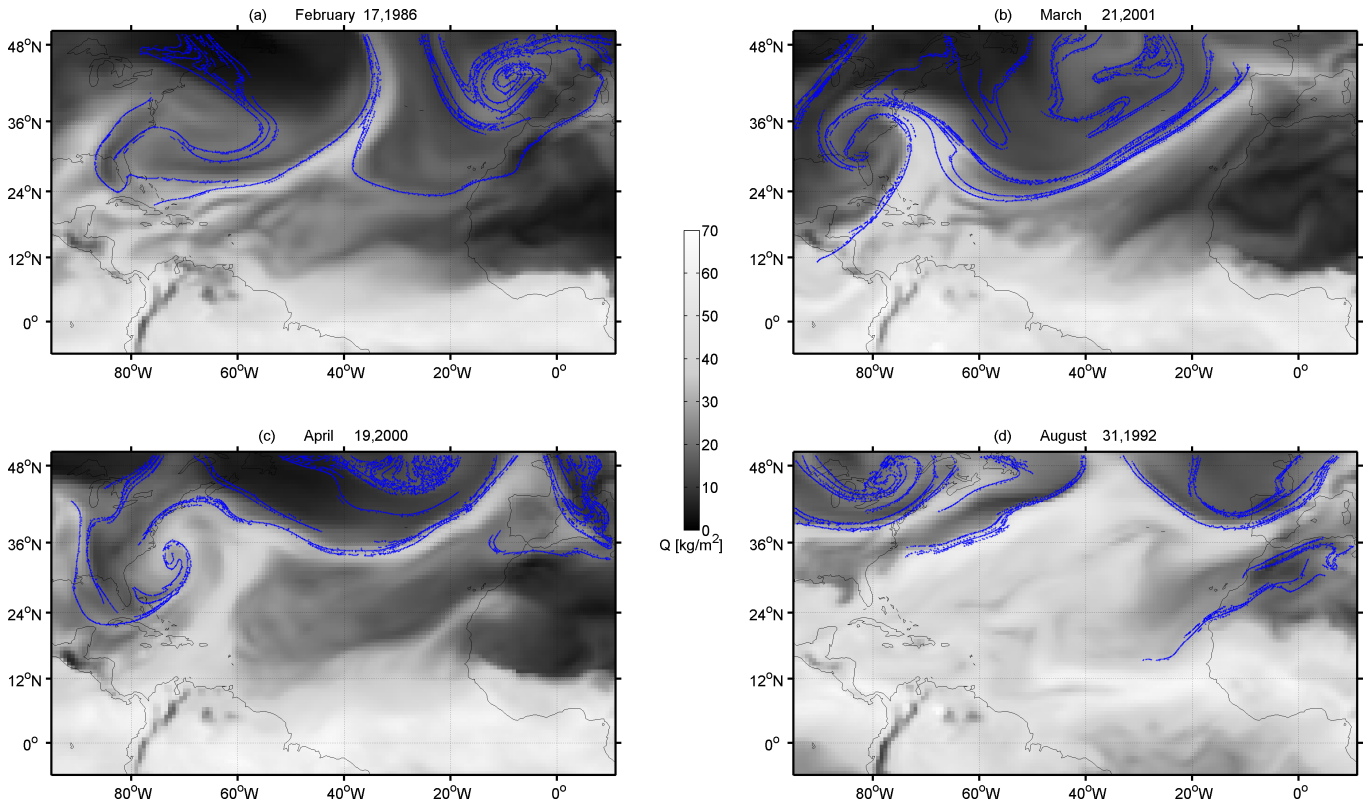 (a) February 17,1986
48°N
36°N
24°N
12°N
0°
80°W 60°W 40°W 20°W 0°
(b) March 21,2001
48°N
36°N
24°N
12°N
0°
80°W 60°W 40°W 20°W 0°
70
60
50
40
30
20
10
0
Q [kg/m²]
(c) April 19,2000
48°N
36°N
24°N
12°N
0°
80°W 60°W 40°W 20°W 0°
(d) August 31,1992
48°N
36°N
24°N
12°N
0°
80°W 60°W 40°W 20°W 0°